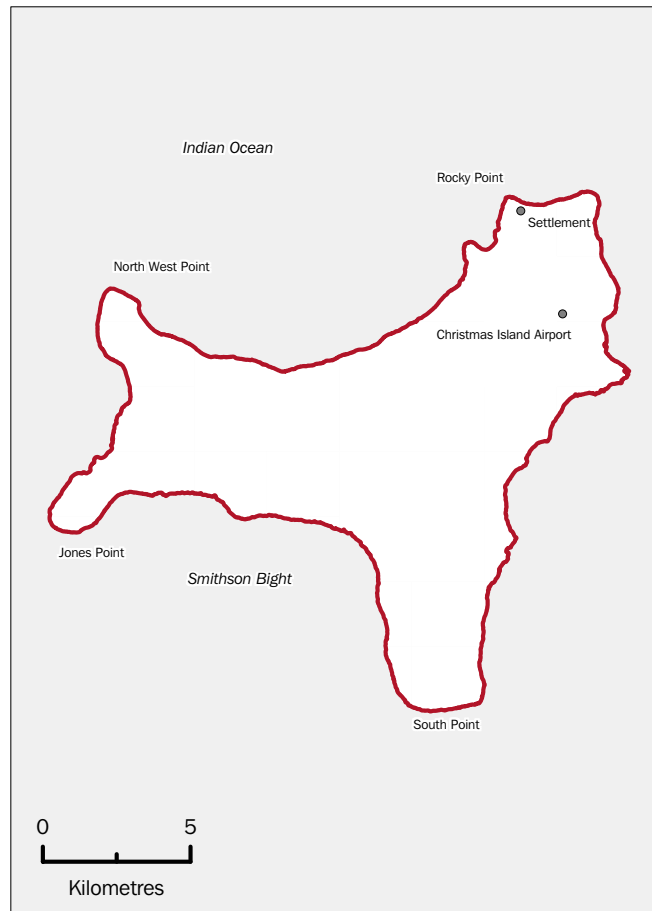 Indian Ocean
Rocky Point
Settlement
North West Point
Christmas Island Airport
Jones Point
Smithson Bight
South Point
0 5
Kilometres